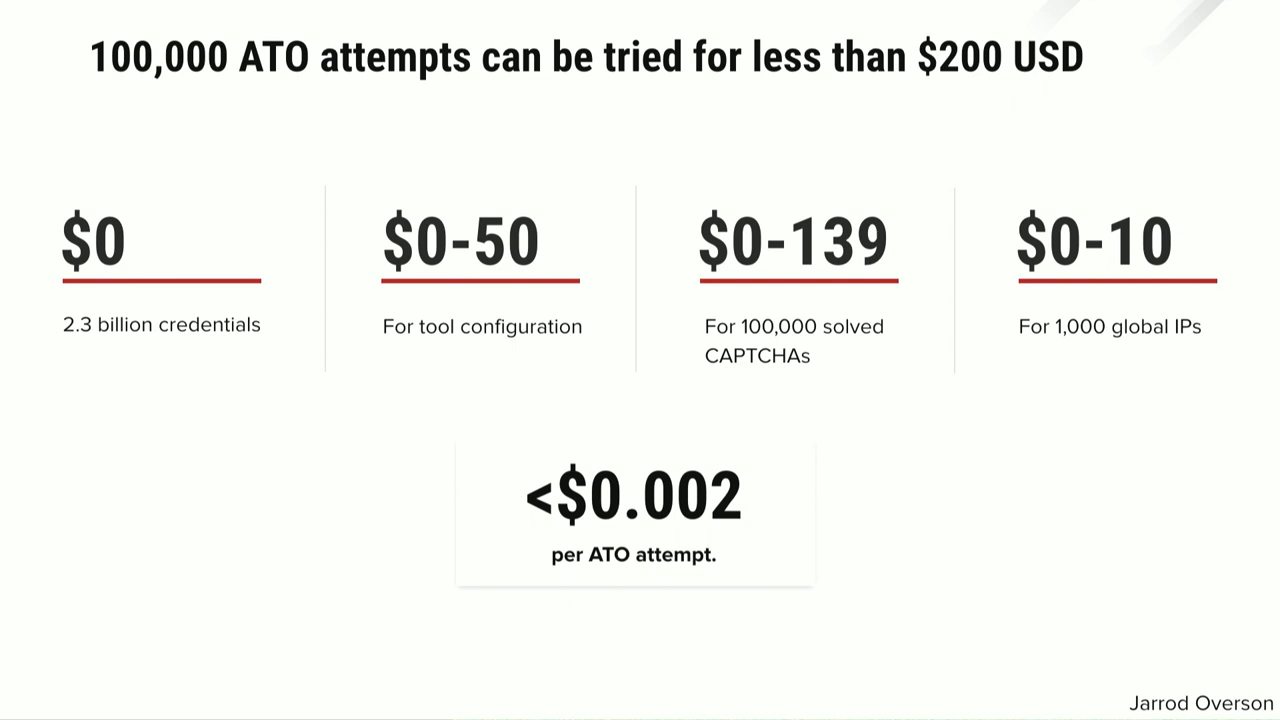 100,000 ATO attempts can be tried for less than $200 USD
$0
2.3 billion credentials
$0-50
For tool configuration
$0-139
For 100,000 solved
CAPTCHAs
$0-10
For 1,000 global IPs
<$0.002
per ATO attempt.
Jarrod Overson